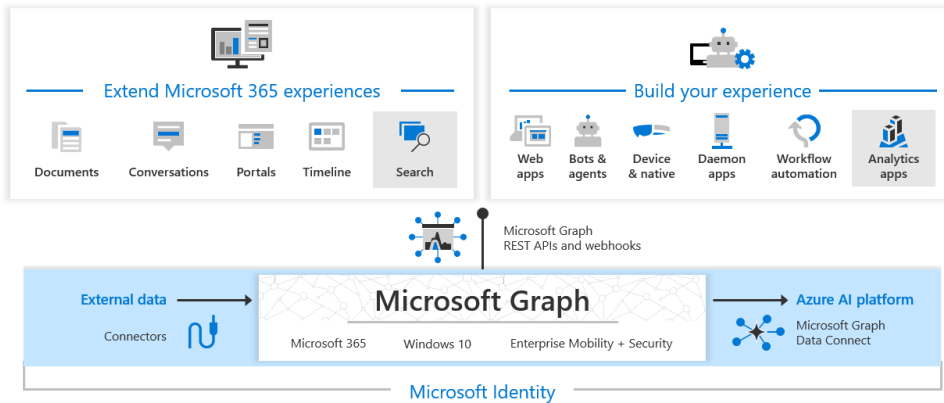 Extend Microsoft 365 experiences
Documents
Conversations
Portals
Timeline
Search
Build your experience
Web
apps
Bots &
agents
Device
& native
Daemon
apps
Workflow
automation
Analytics
apps
Microsoft Graph
REST APIs and webhooks
External data
Connectors
Microsoft Graph
Microsoft 365
Windows 10
Enterprise Mobility + Security
Azure AI platform
Microsoft Graph
Data Connect
Microsoft Identity